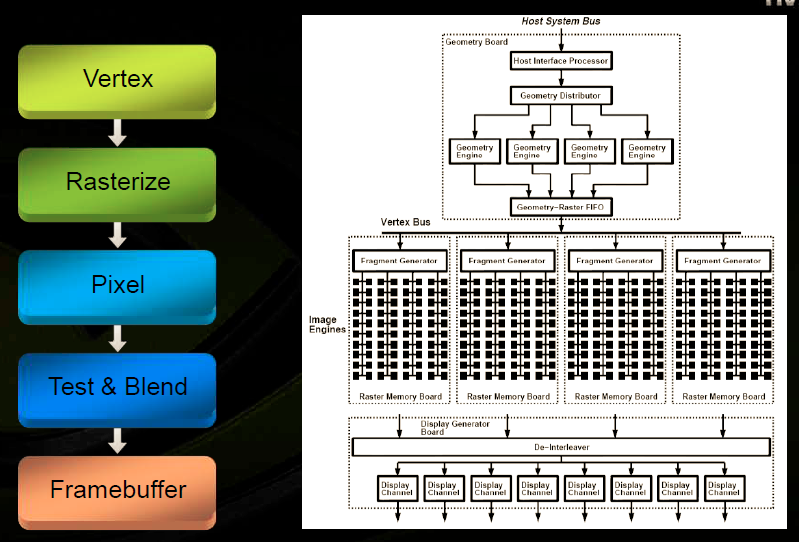 Vertex
Rasterize
Pixel
Test & Blend
Framebuffer
Host System Bus
Geometry Board
Host Interface Processor
Geometry Distributor
Geometry Geometry Geometry Geometry
Engine Engine Engine Engine
Geometry-Raster FIFO
Vertex Bus
Fragment Generator Fragment Generator Fragment Generator Fragment Generator
Image
Engines
Raster Memory Board Raster Memory Board Raster Memory Board Raster Memory Board
Display Generator
Board
De-Interleaver
Display Display Display Display Display Display Display Display
Channel Channel Channel Channel Channel Channel Channel Channel